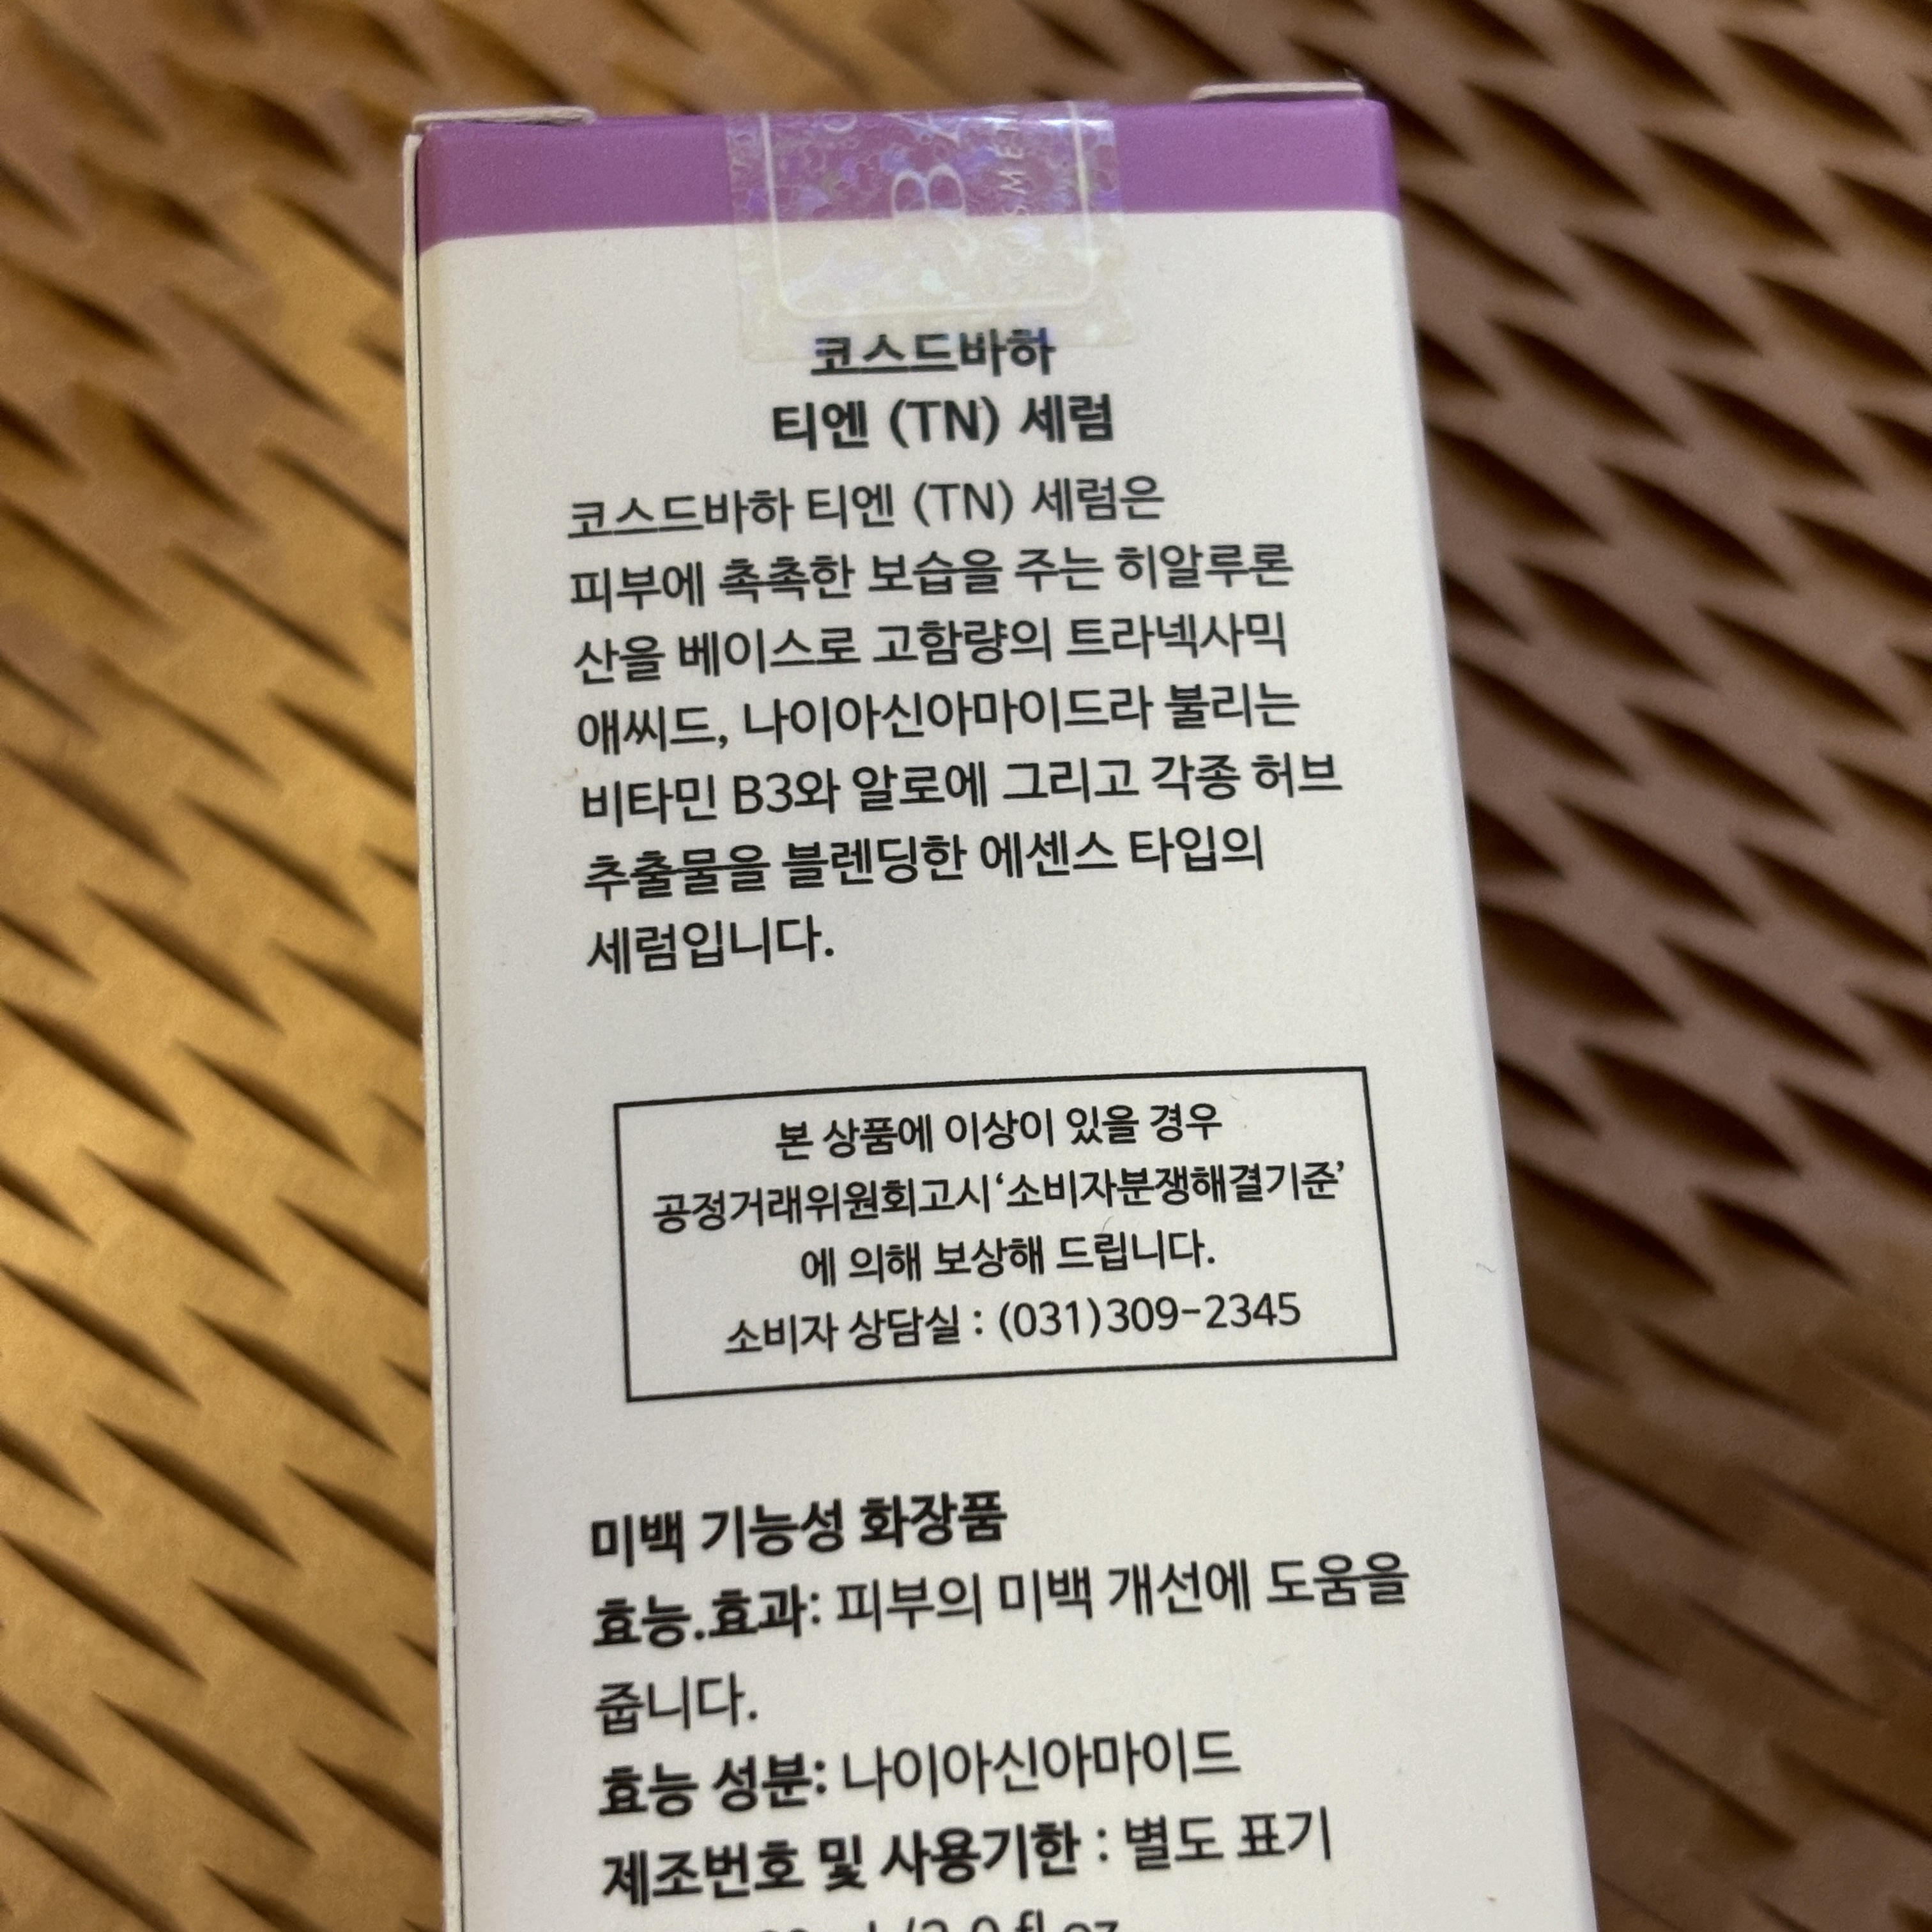 B
코스드바하
티엔 (TN) 세럼
코스드바하 티엔 (TN) 세럼은
피부에 촉촉한 보습을 주는 히알루론
산을 베이스로 고함량의 트라넥사믹
애씨드, 나이아신아마이드라 불리는
비타민 B3와 알로에 그리고 각종 허브
추출물을 블렌딩한 에센스 타입의
세럼입니다.
본 상품에 이상이 있을 경우
공정거래위원회고시‘소비자분쟁해결기준’
에 의해 보상해 드립니다.
소비자 상담실 : (031)309-2345
미백 기능성 화장품
효능.효과: 피부의 미백 개선에 도움을
줍니다.
효능 성분: 나이아신아마이드
제조번호 및 사용기한 : 별도 표기